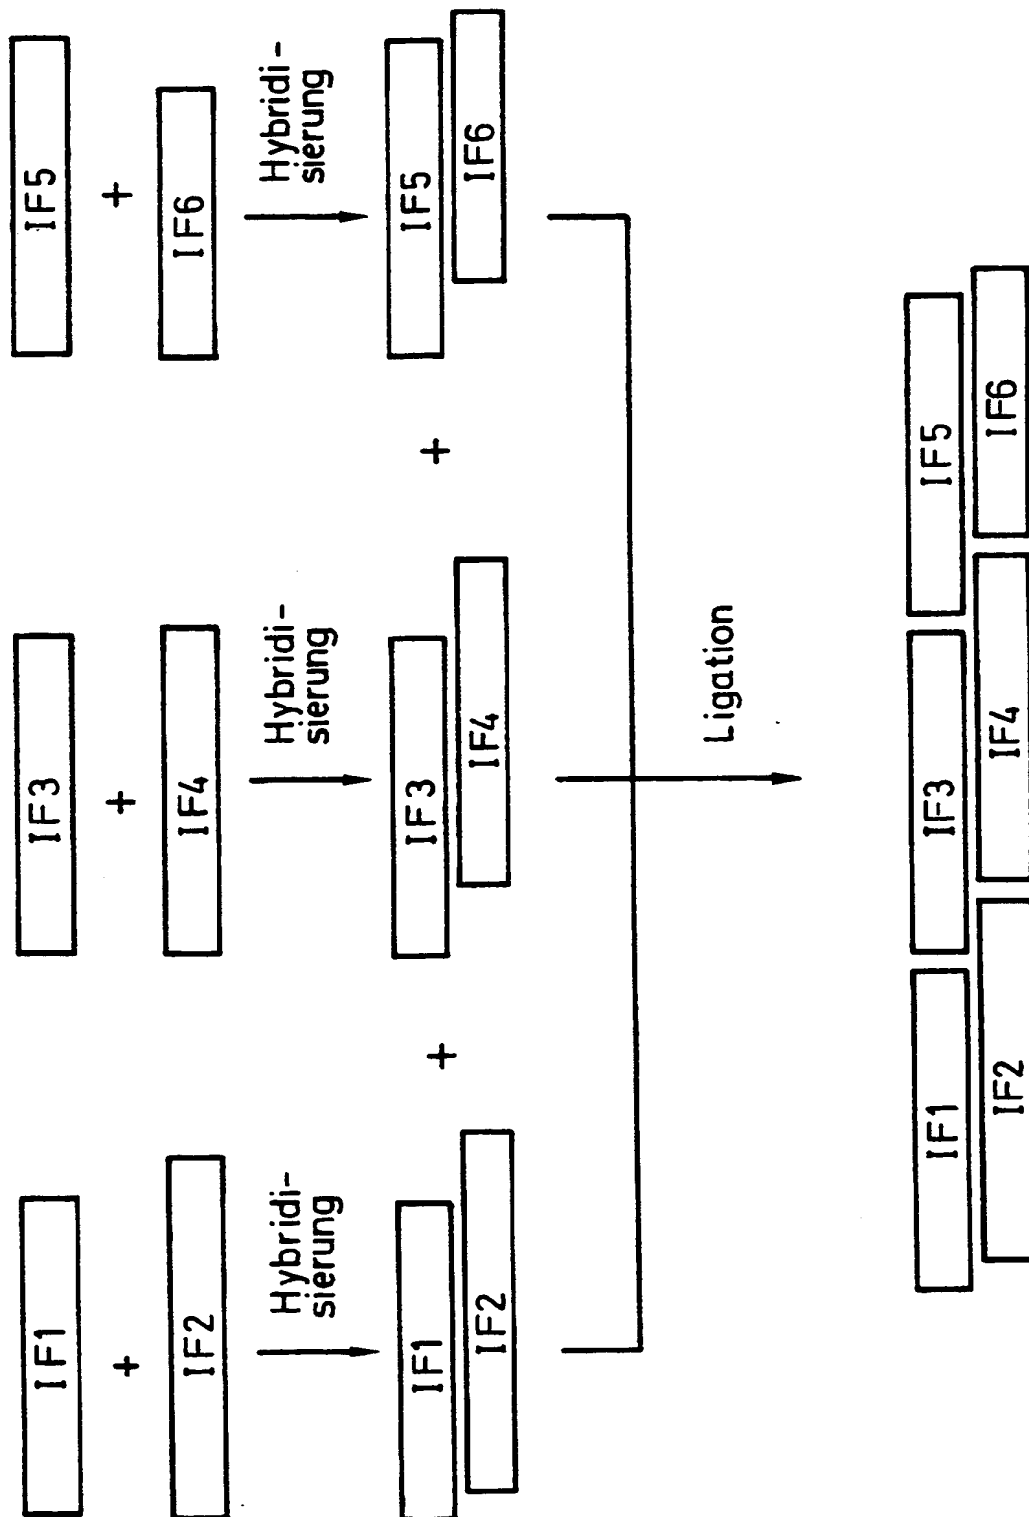 IF1
+
IF2
Hybridi-
sierung
IF1
IF2
+
IF3
+
IF4
Hybridi-
sierung
IF3
IF4
+
IF5
+
IF6
Hybridi-
sierung
IF5
IF6
Ligation
IF1
IF3
IF5
IF2
IF4
IF6